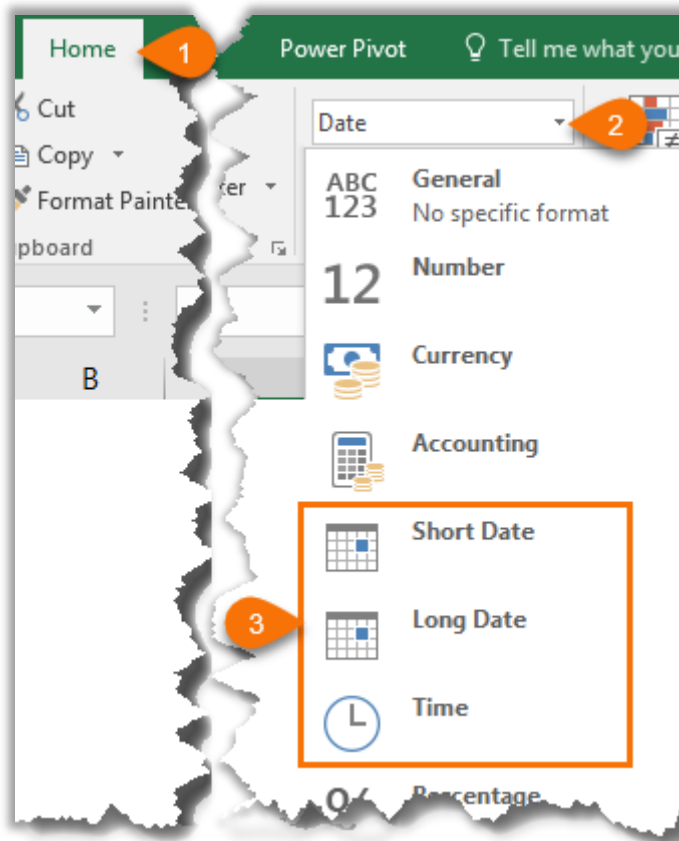 Home 1 Power Pivot Tell me what you
Cut
Copy
Format Painter
Date 2
ABC
123
General
No specific format
12 Number
Currency
Accounting
Short Date
3 Long Date
Time
Percentage
B